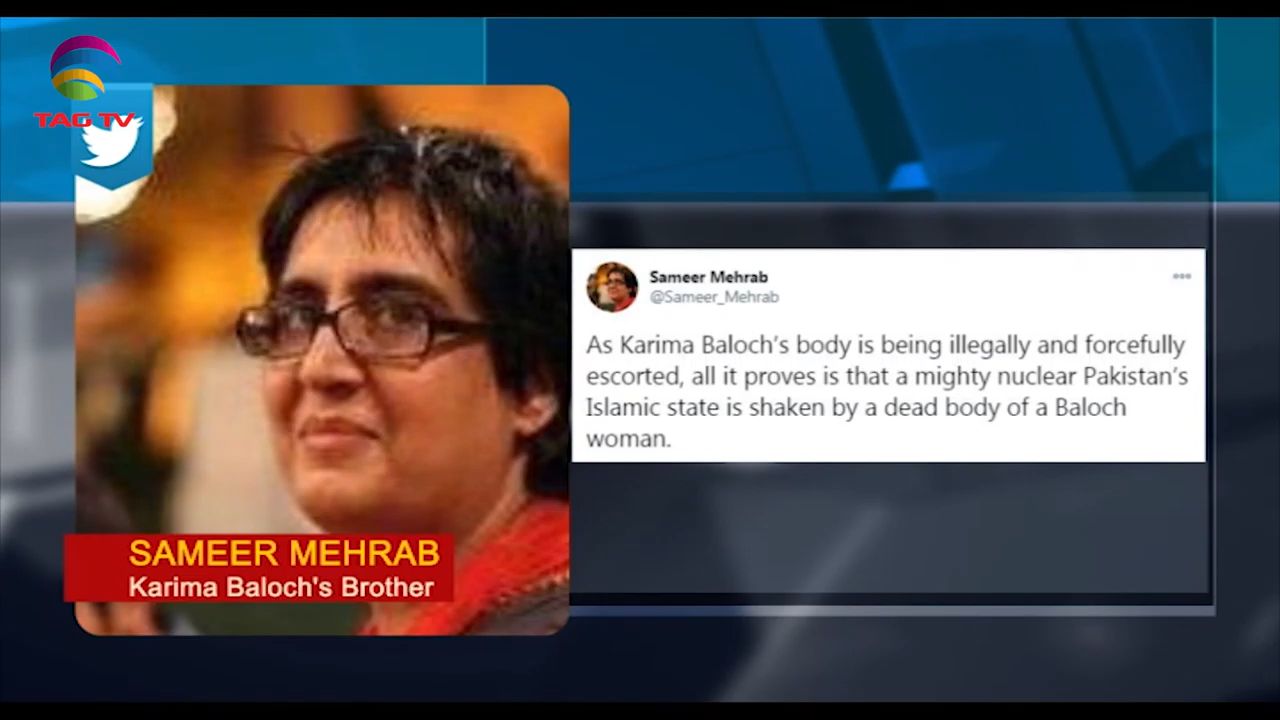 TAG TV
Sameer Mehrab
@Sameer_Mehrab
As Karima Baloch's body is being illegally and forcefully
escorted, all it proves is that a mighty nuclear Pakistan's
Islamic state is shaken by a dead body of a Baloch
woman.
SAMEER MEHRAB
Karima Baloch's Brother